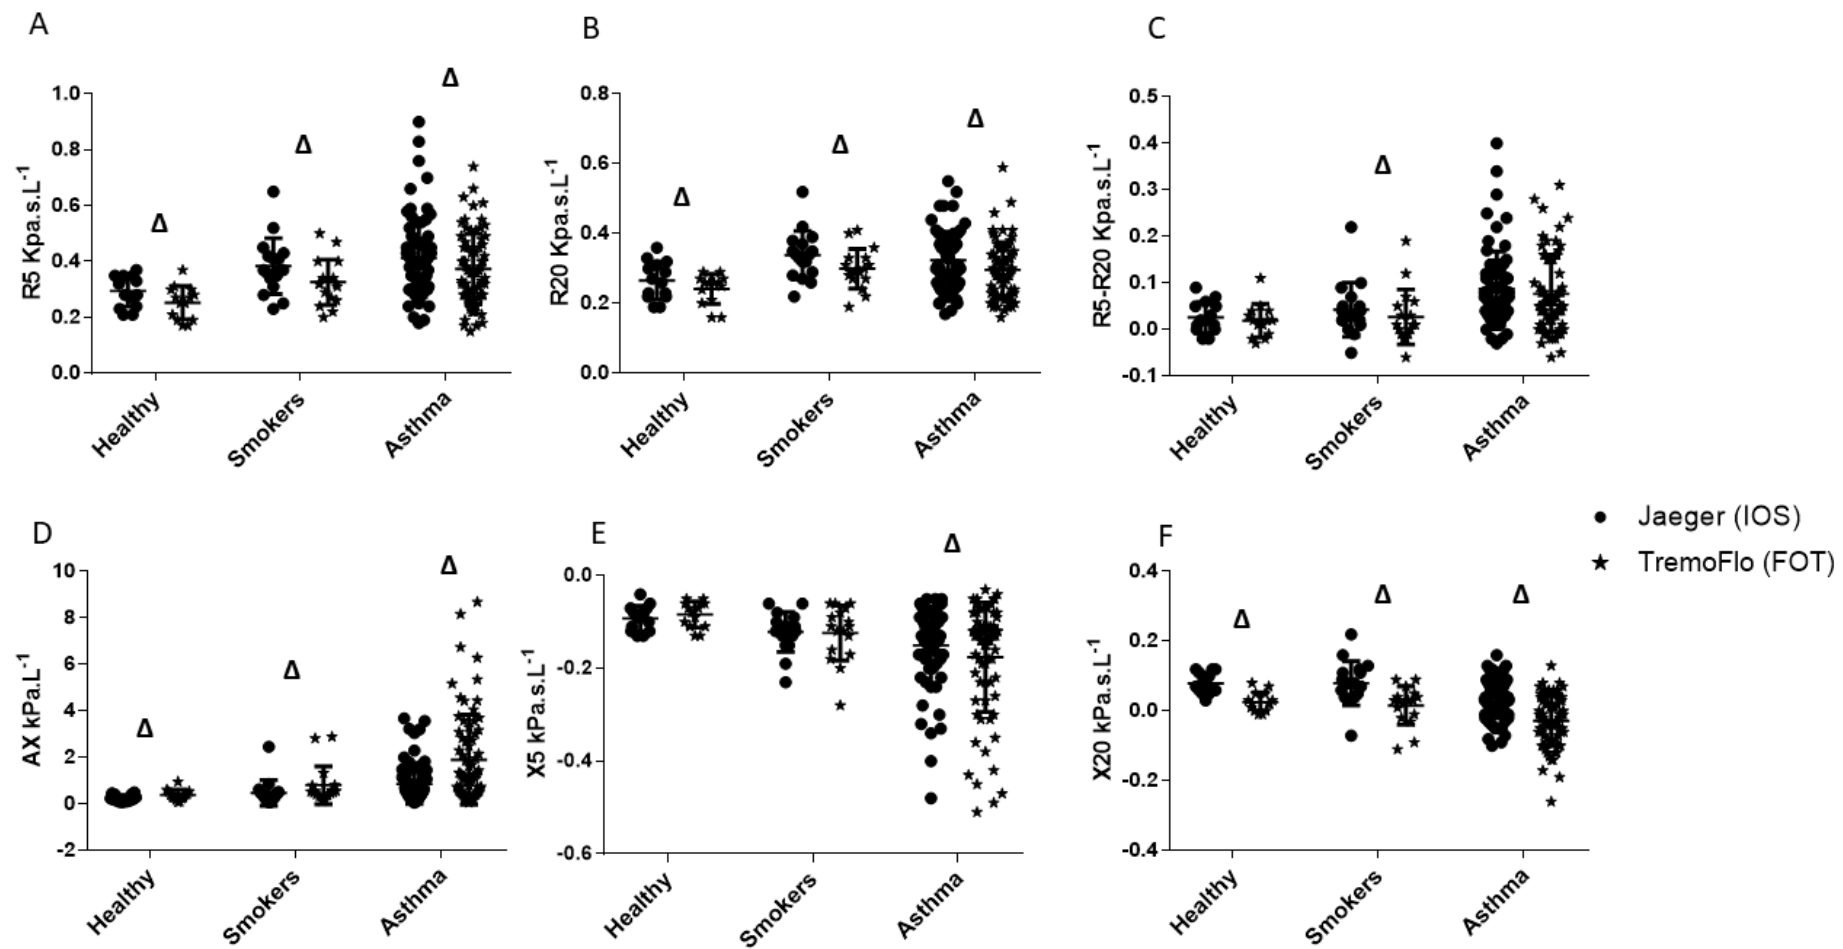 A
B
C
Δ
1.0
0.8
0.6
0.4
0.2
0.0
R5 Kpa.s.L-1
Δ
Δ
Healthy
Smokers
Asthma
0.8
0.6
0.4
0.2
0.0
R20 Kpa.s.L-1
Δ
Δ
Δ
Healthy
Smokers
Asthma
0.5
0.4
0.3
0.2
0.1
0.0
-0.1
R5-R20 Kpa.s.L-1
Δ
Healthy
Smokers
Asthma
Jaeger (IOS)
TremoFlo (FOT)
D
E
F
10
8
6
4
2
0
-2
AX kPa.L-1
Δ
Δ
Δ
Healthy
Smokers
Asthma
0.0
-0.2
-0.4
-0.6
X5 kPa.s.L-1
Δ
Healthy
Smokers
Asthma
0.4
0.2
0.0
-0.2
-0.4
X20 kPa.s.L-1
Δ
Δ
Δ
Healthy
Smokers
Asthma